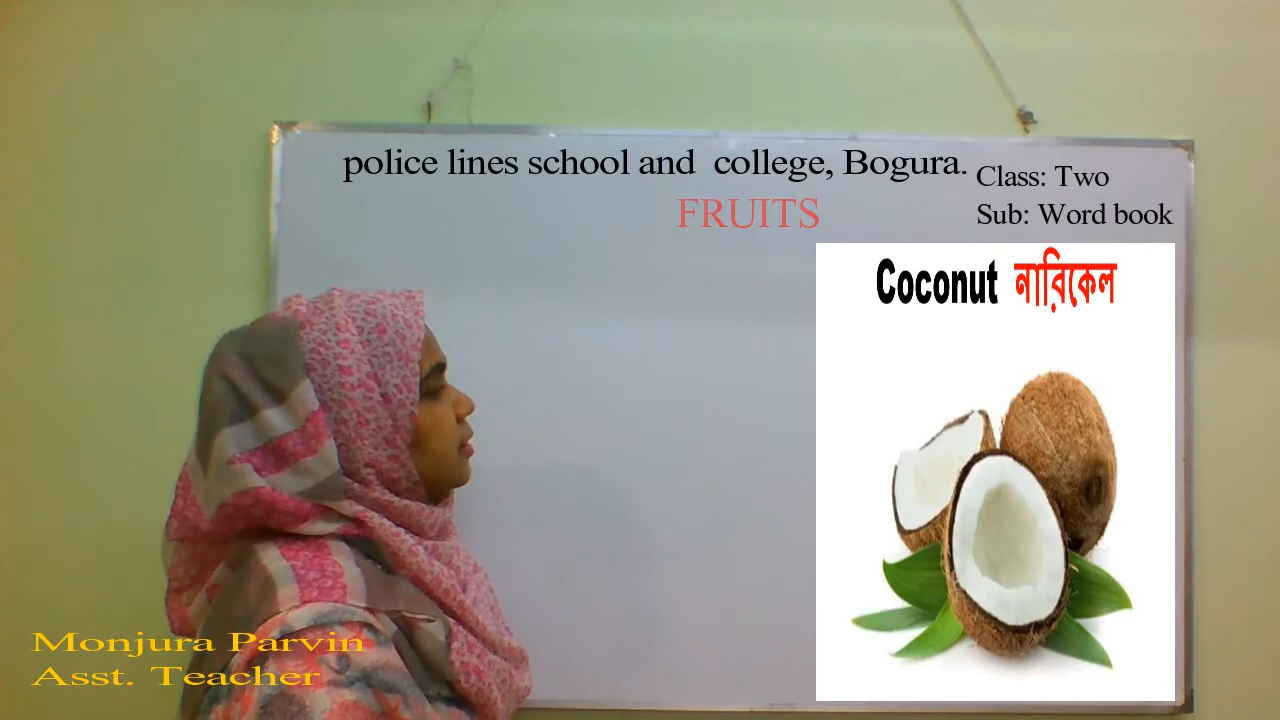 police lines school and college, Bogura.
Class: Two
FRUITS
Sub: Word book
Coconut নারিকেল
Monjura Parvin
Asst. Teacher